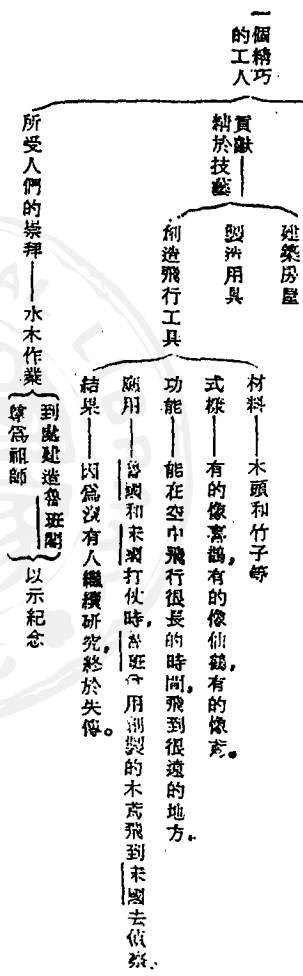 一個精巧
的工人
貢獻
精於技藝
建築房屋
製造用具
創造飛行工具
材料——木頭和竹子等
式樣——有的像喜鵲,有的像仙鶴,有的像鳶。
功能——能在空中飛行很長的時間,飛到很遠的地方。
應用——魯國和宋國打仗時,魯班曾用創製的木鳶飛到宋國去偵察。
結果——因爲沒有人繼續研究,終於失傳。
所受人們的崇拜——水木作業
到處建造魯班閣
尊爲祖師
以示紀念